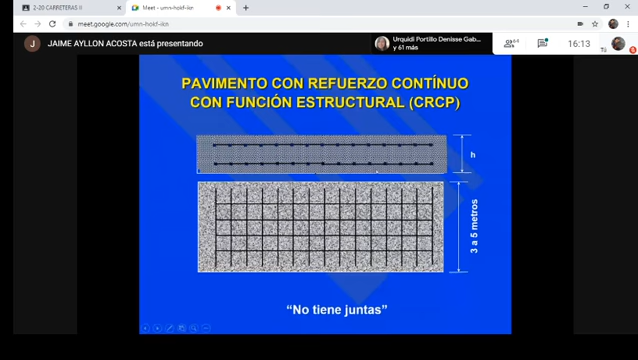 2-20 CARRETERAS II
Meet - umn-hokf-ikn
meet.google.com/umn-hokf-ikn
J
JAIME AYLLON ACOSTA está presentando
Urquidi Portillo Denisse Gab...
y 61 más
16:13
PAVIMENTO CON REFUERZO CONTÍNUO
CON FUNCIÓN ESTRUCTURAL (CRCP)
h
3 a 5 metros
“No tiene juntas”